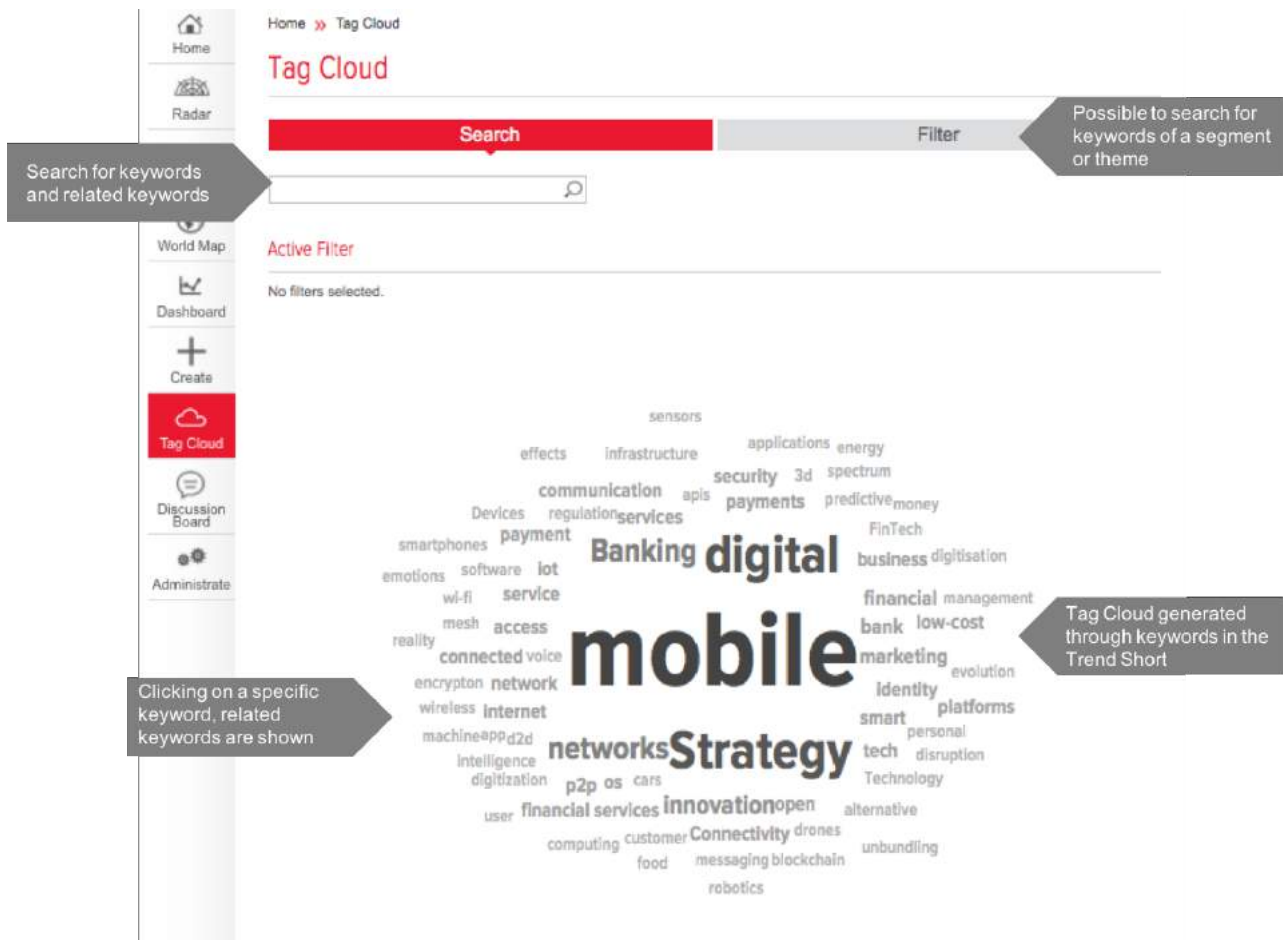 Home
Radar
World Map
Dashboard
Create
Tag Cloud
Discussion
Board
Administrate
Home » Tag Cloud
Tag Cloud
Search
Filter
Search for keywords
and related keywords
Possible to search for
keywords of a segment
or theme
Active Filter
No filters selected.
sensors
effects infrastructure applications energy
security 3d spectrum
communication apis payments predictive money
Devices regulation services
FinTech
smartphones payment Banking digital business digitisation
emotions software iot
wi-fi service financial management
mesh access bank low-cost
reality connected voice mobile marketing evolution
encrypton network identity
wireless internet smart platforms
personal
machine app d2d networks Strategy tech disruption
intelligence
digitization p2p os cars Technology
user financial services innovation open alternative
computing customer Connectivity drones unbundling
food messaging blockchain
robotics
Clicking on a specific
keyword, related
keywords are shown
Tag Cloud generated
through keywords in the
Trend Short